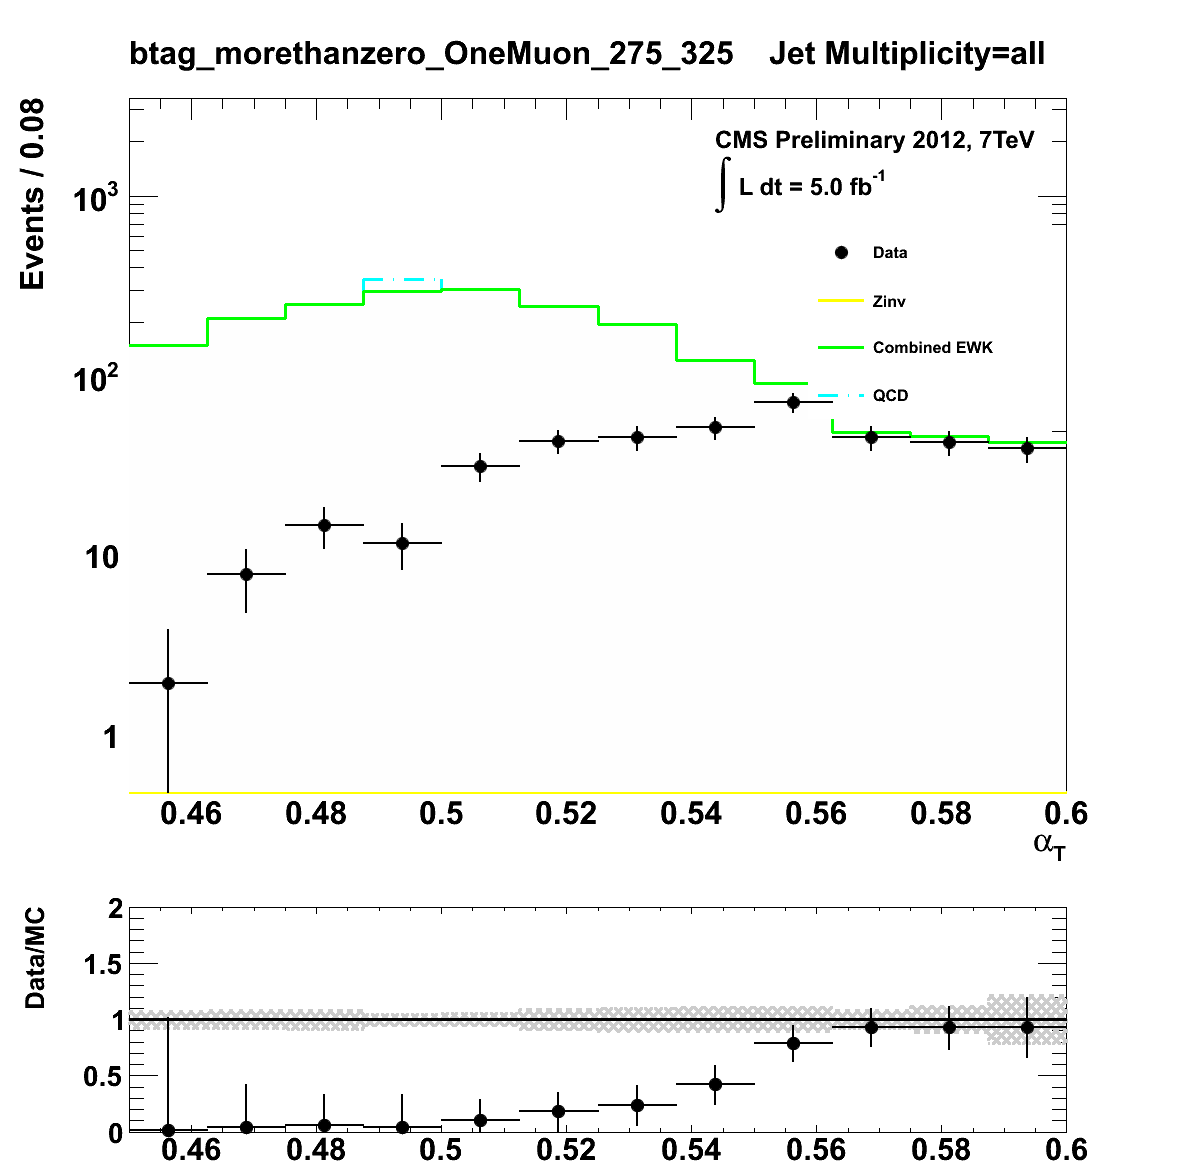 btag_morethanzero_OneMuon_275_325 Jet Multiplicity=all
Events / 0.08
CMS Preliminary 2012, 7TeV
∫ L dt = 5.0 fb⁻¹
Data
Zinv
Combined EWK
QCD
10³
10²
10
1
0.46 0.48 0.5 0.52 0.54 0.56 0.58 0.6
α_T
Data/MC
2
1.5
1
0.5
0
0.46 0.48 0.5 0.52 0.54 0.56 0.58 0.6